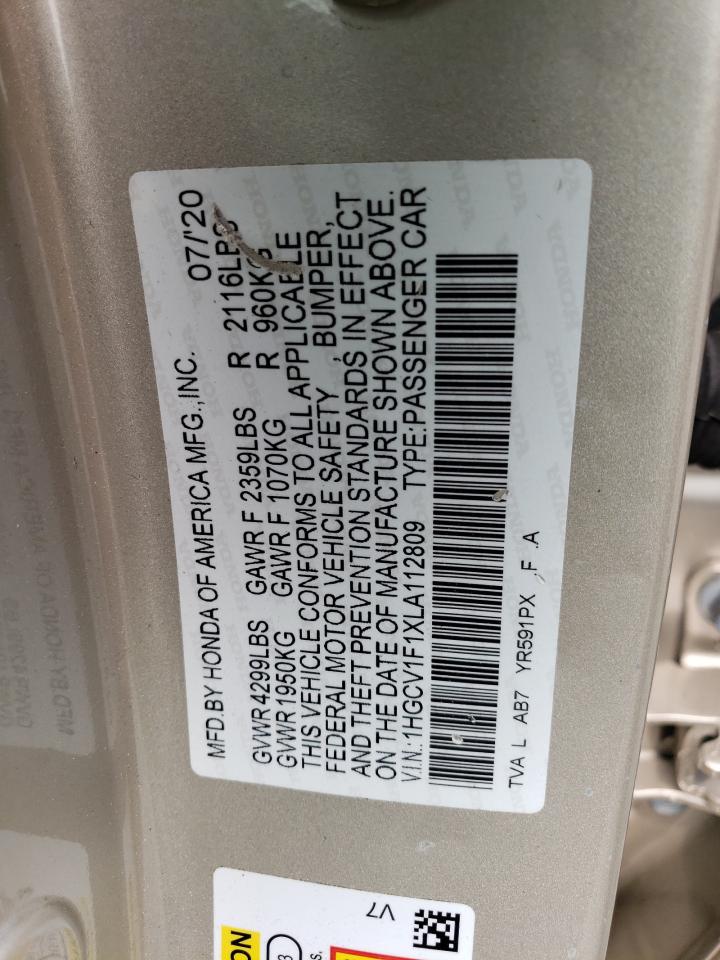 MFD.BY HONDA OF AMERICA MFG.,INC. 07/'20
GVWR 4299LBS GAWR F 2359LBS R 2116LBS
GVWR 1950KG GAWR F 1070KG R 960KG
THIS VEHICLE CONFORMS TO ALL APPLICABLE
FEDERAL MOTOR VEHICLE SAFETY , BUMPER,
AND THEFT PREVENTION STANDARDS IN EFFECT
ON THE DATE OF MANUFACTURE SHOWN ABOVE.
V.I.N.:1HGCV1F1XLA112809 TYPE:PASSENGER CAR
TVA L AB7 YR591PX ,F .A
V7